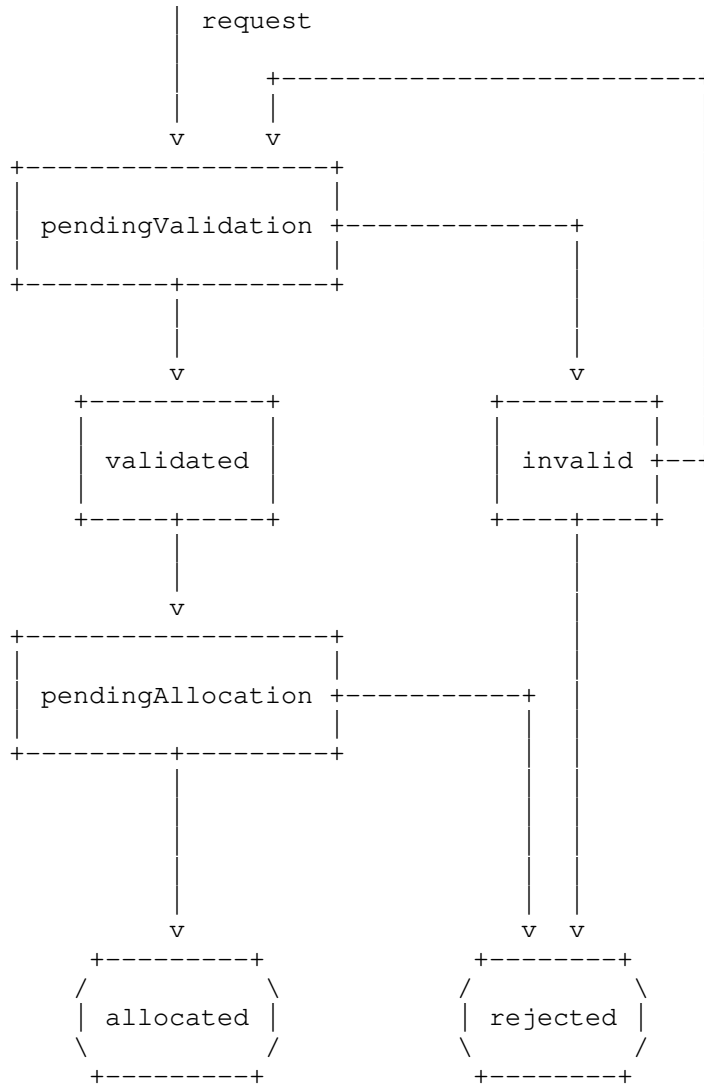 request
pendingValidation
validated
invalid
pendingAllocation
allocated
rejected